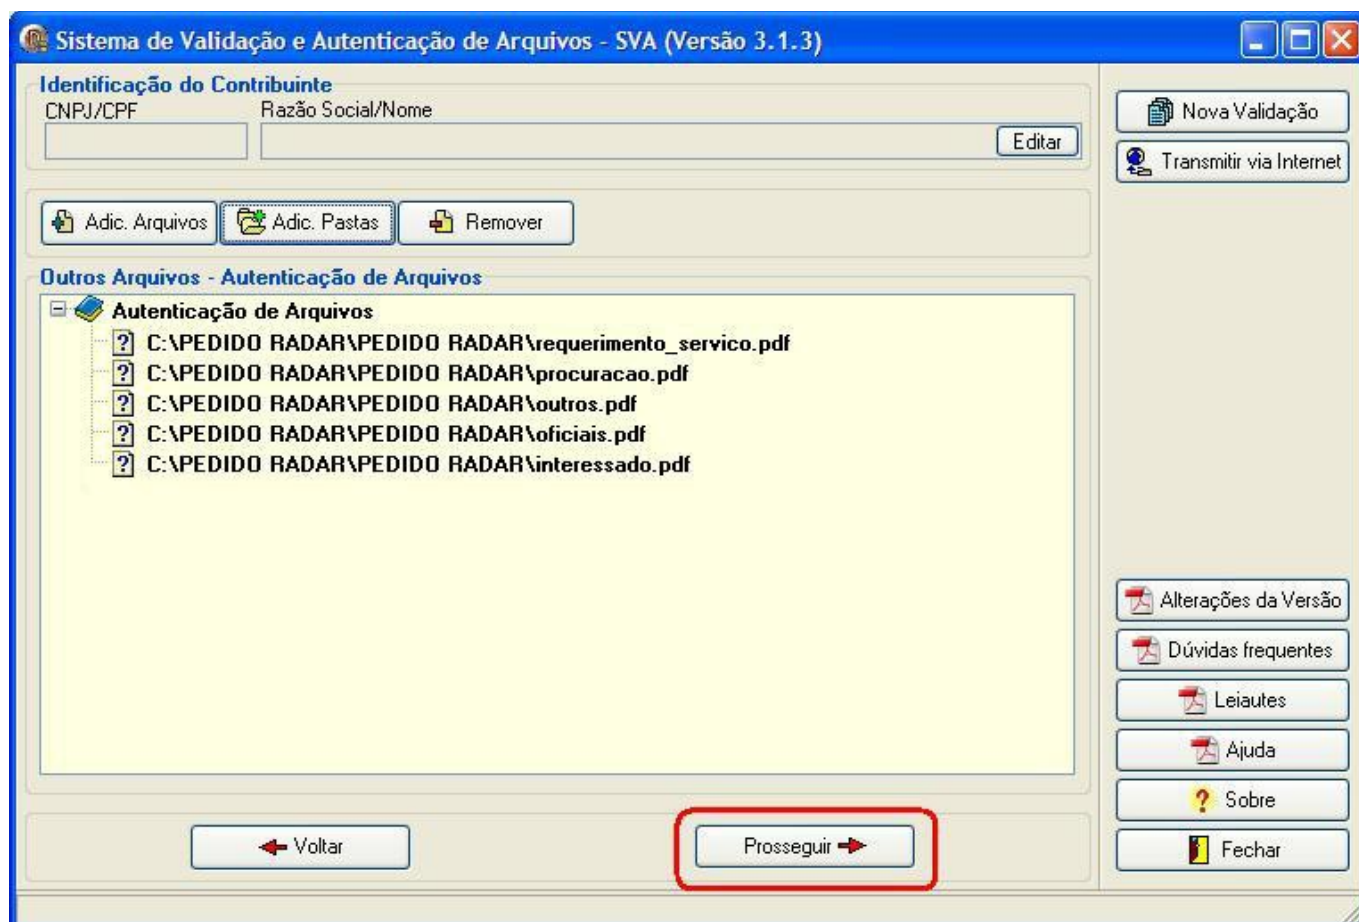 Sistema de Validação e Autenticação de Arquivos - SVA (Versão 3.1.3)
Identificação do Contribuinte
CNPJ/CPF Razão Social/Nome
Editar
Adic. Arquivos Adic. Pastas Remover
Outros Arquivos - Autenticação de Arquivos
Autenticação de Arquivos
C:\PEDIDO RADAR\PEDIDO RADAR\requerimento_servico.pdf
C:\PEDIDO RADAR\PEDIDO RADAR\procuracao.pdf
C:\PEDIDO RADAR\PEDIDO RADAR\outros.pdf
C:\PEDIDO RADAR\PEDIDO RADAR\oficiais.pdf
C:\PEDIDO RADAR\PEDIDO RADAR\interessado.pdf
Voltar Prosseguir
Nova Validação
Transmitir via Internet
Alterações da Versão
Dúvidas frequentes
Leiautes
Ajuda
Sobre
Fechar